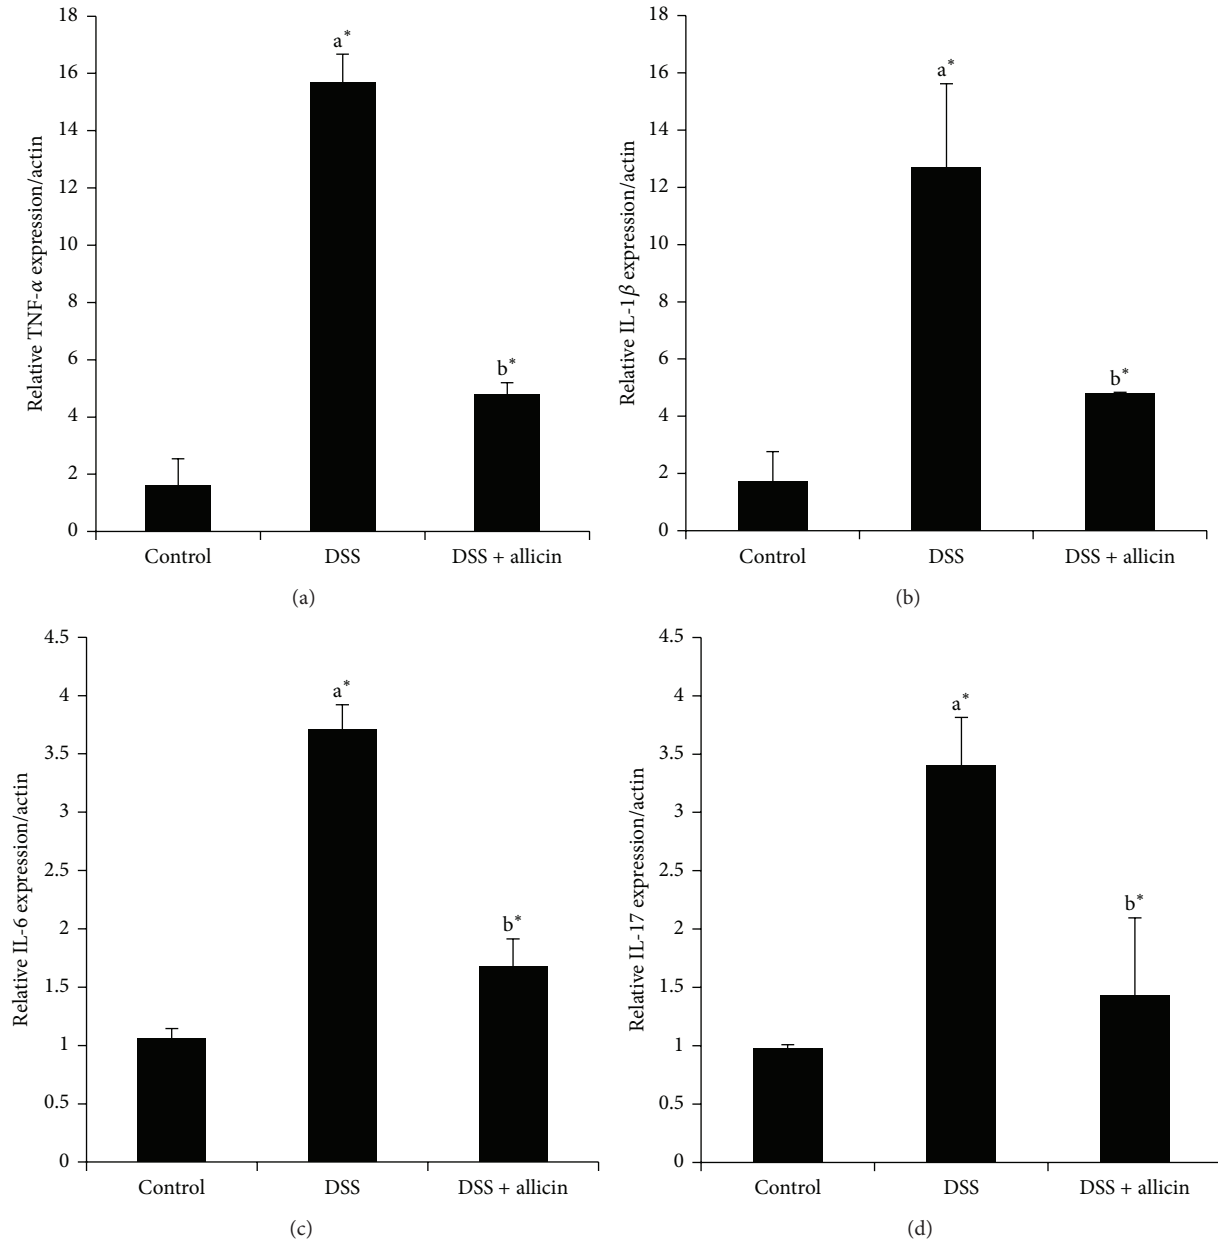 Relative TNF-α expression/actin
18
16
14
12
10
8
6
4
2
0
a*
b*
Control
DSS
DSS + allicin
(a)
Relative IL-1β expression/actin
18
16
14
12
10
8
6
4
2
0
a*
b*
Control
DSS
DSS + allicin
(b)
Relative IL-6 expression/actin
4.5
4
3.5
3
2.5
2
1.5
1
0.5
0
a*
b*
Control
DSS
DSS + allicin
(c)
Relative IL-17 expression/actin
4.5
4
3.5
3
2.5
2
1.5
1
0.5
0
a*
b*
Control
DSS
DSS + allicin
(d)